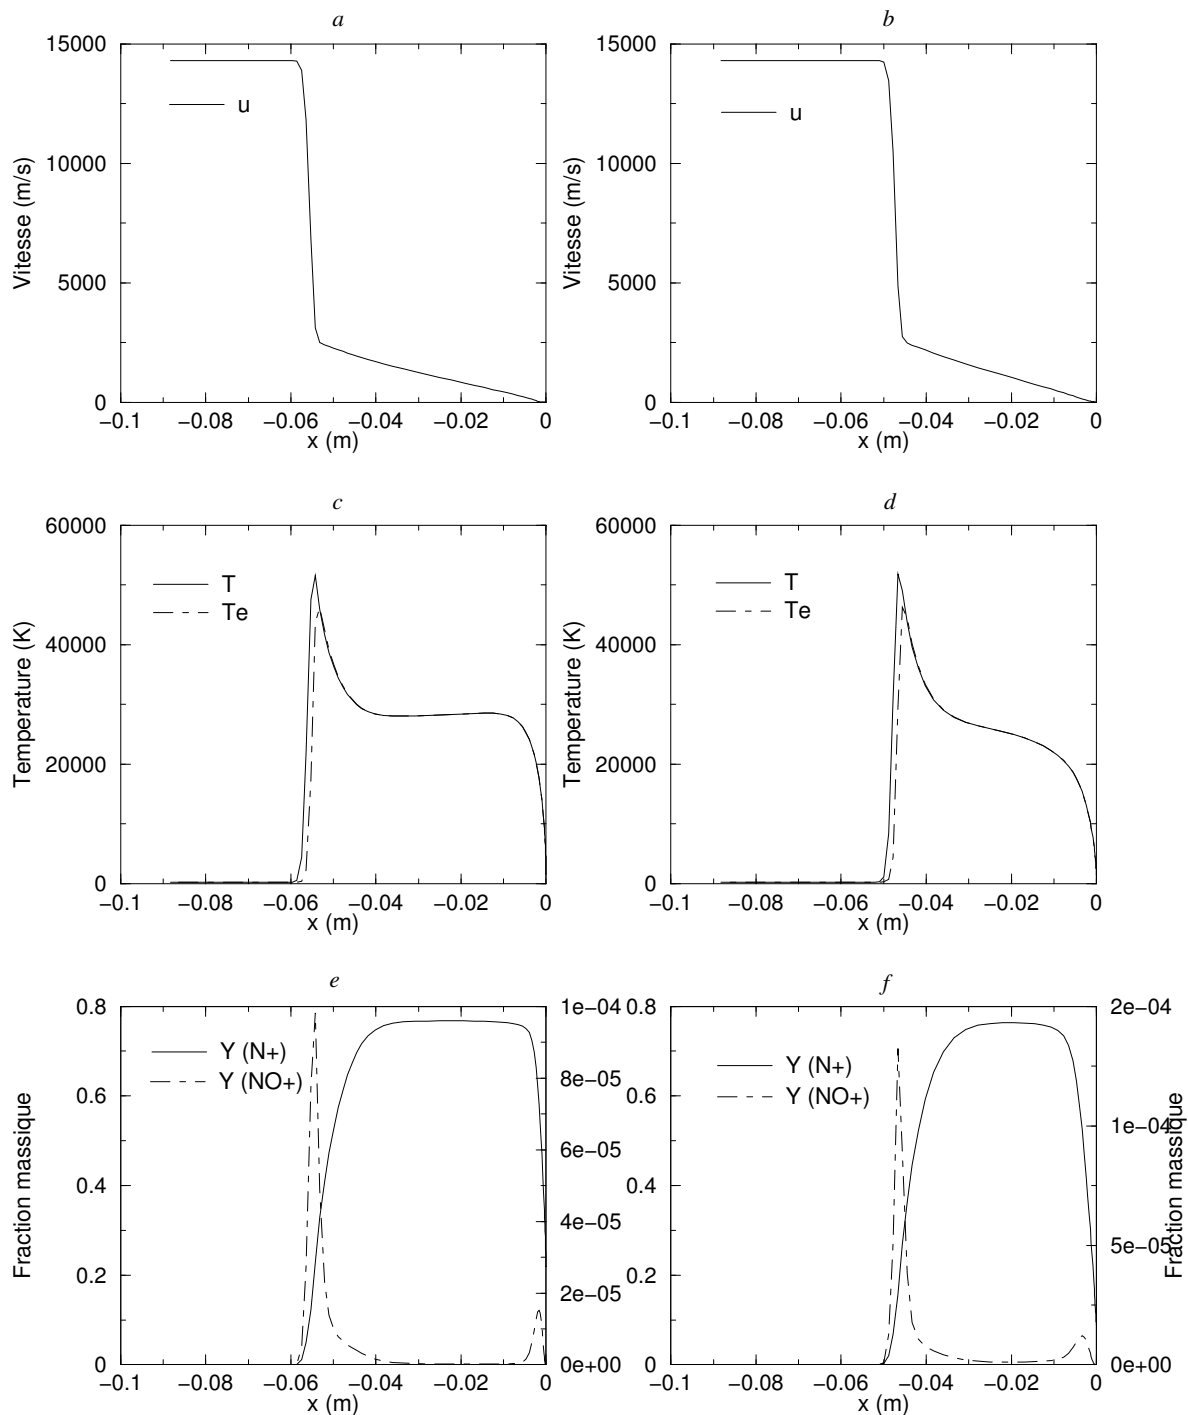 a
b
15000
10000
5000
0
Vitesse (m/s)
u
−0.1
−0.08
−0.06
−0.04
−0.02
0
x (m)
15000
10000
5000
0
Vitesse (m/s)
u
−0.1
−0.08
−0.06
−0.04
−0.02
0
x (m)
c
d
60000
40000
20000
0
Temperature (K)
T
Te
−0.1
−0.08
−0.06
−0.04
−0.02
0
x (m)
60000
40000
20000
0
Temperature (K)
T
Te
−0.1
−0.08
−0.06
−0.04
−0.02
0
x (m)
e
f
0.8
0.6
0.4
0.2
0
Fraction massique
Y (N+)
Y (NO+)
1e−04
8e−05
6e−05
4e−05
2e−05
0e+00
−0.1
−0.08
−0.06
−0.04
−0.02
0
x (m)
0.8
0.6
0.4
0.2
0
Y (N+)
Y (NO+)
2e−04
1e−04
5e−05
0e+00
Fraction massique
−0.1
−0.08
−0.06
−0.04
−0.02
0
x (m)